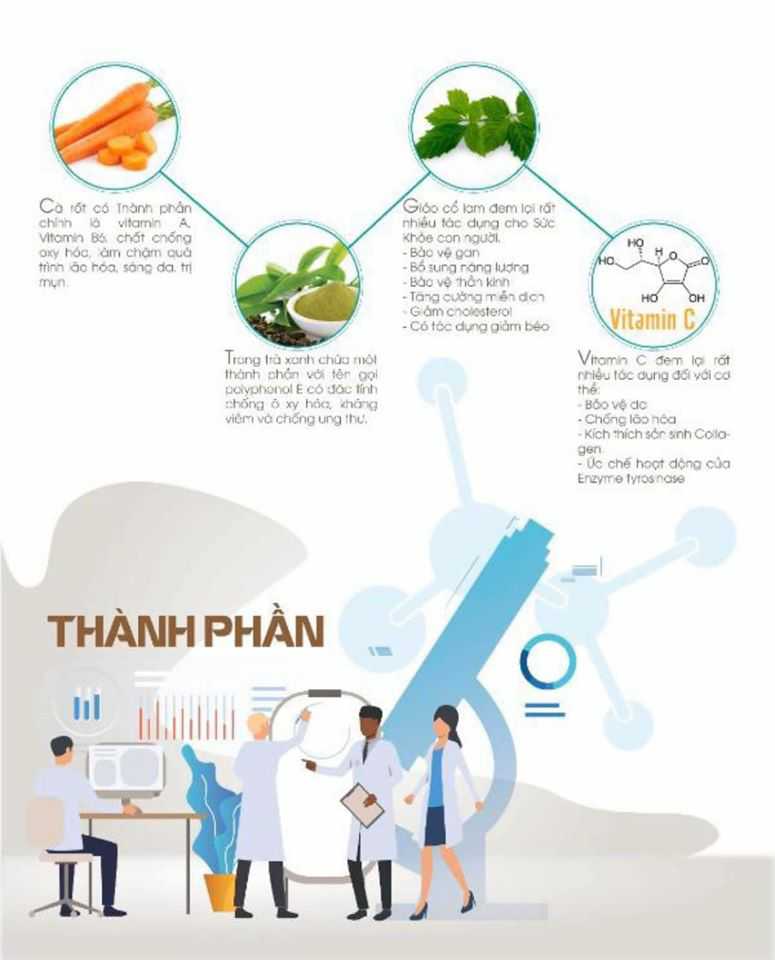 Cà rốt có thành phần
chính là vitamin A,
Vitamin B6, chất chống
oxy hóa, làm chậm quá
trình lão hóa, sáng da, trị
mụn.
Trong trà xanh chứa một
thành phần với tên gọi
polyphenol E có đặc tính
chống ô xy hóa, kháng
viêm và chống ung thư.
Giảo cổ lam đem lại rất
nhiều tác dụng cho Sức
Khỏe con người.
- Bảo vệ gan
- Bổ sung năng lượng
- Bảo vệ thần kinh
- Tăng cường miễn dịch
- Giảm cholesterol
- Có tác dụng giảm béo
HO
HO
H
O
O
HO
OH
Vitamin C
Vitamin C đem lại rất
nhiều tác dụng đối với cơ
thể:
- Bảo vệ da
- Chống lão hóa
- Kích thích sản sinh Colla-
gen
- Ức chế hoạt động của
Enzyme tyrosinase
THÀNH PHẦN